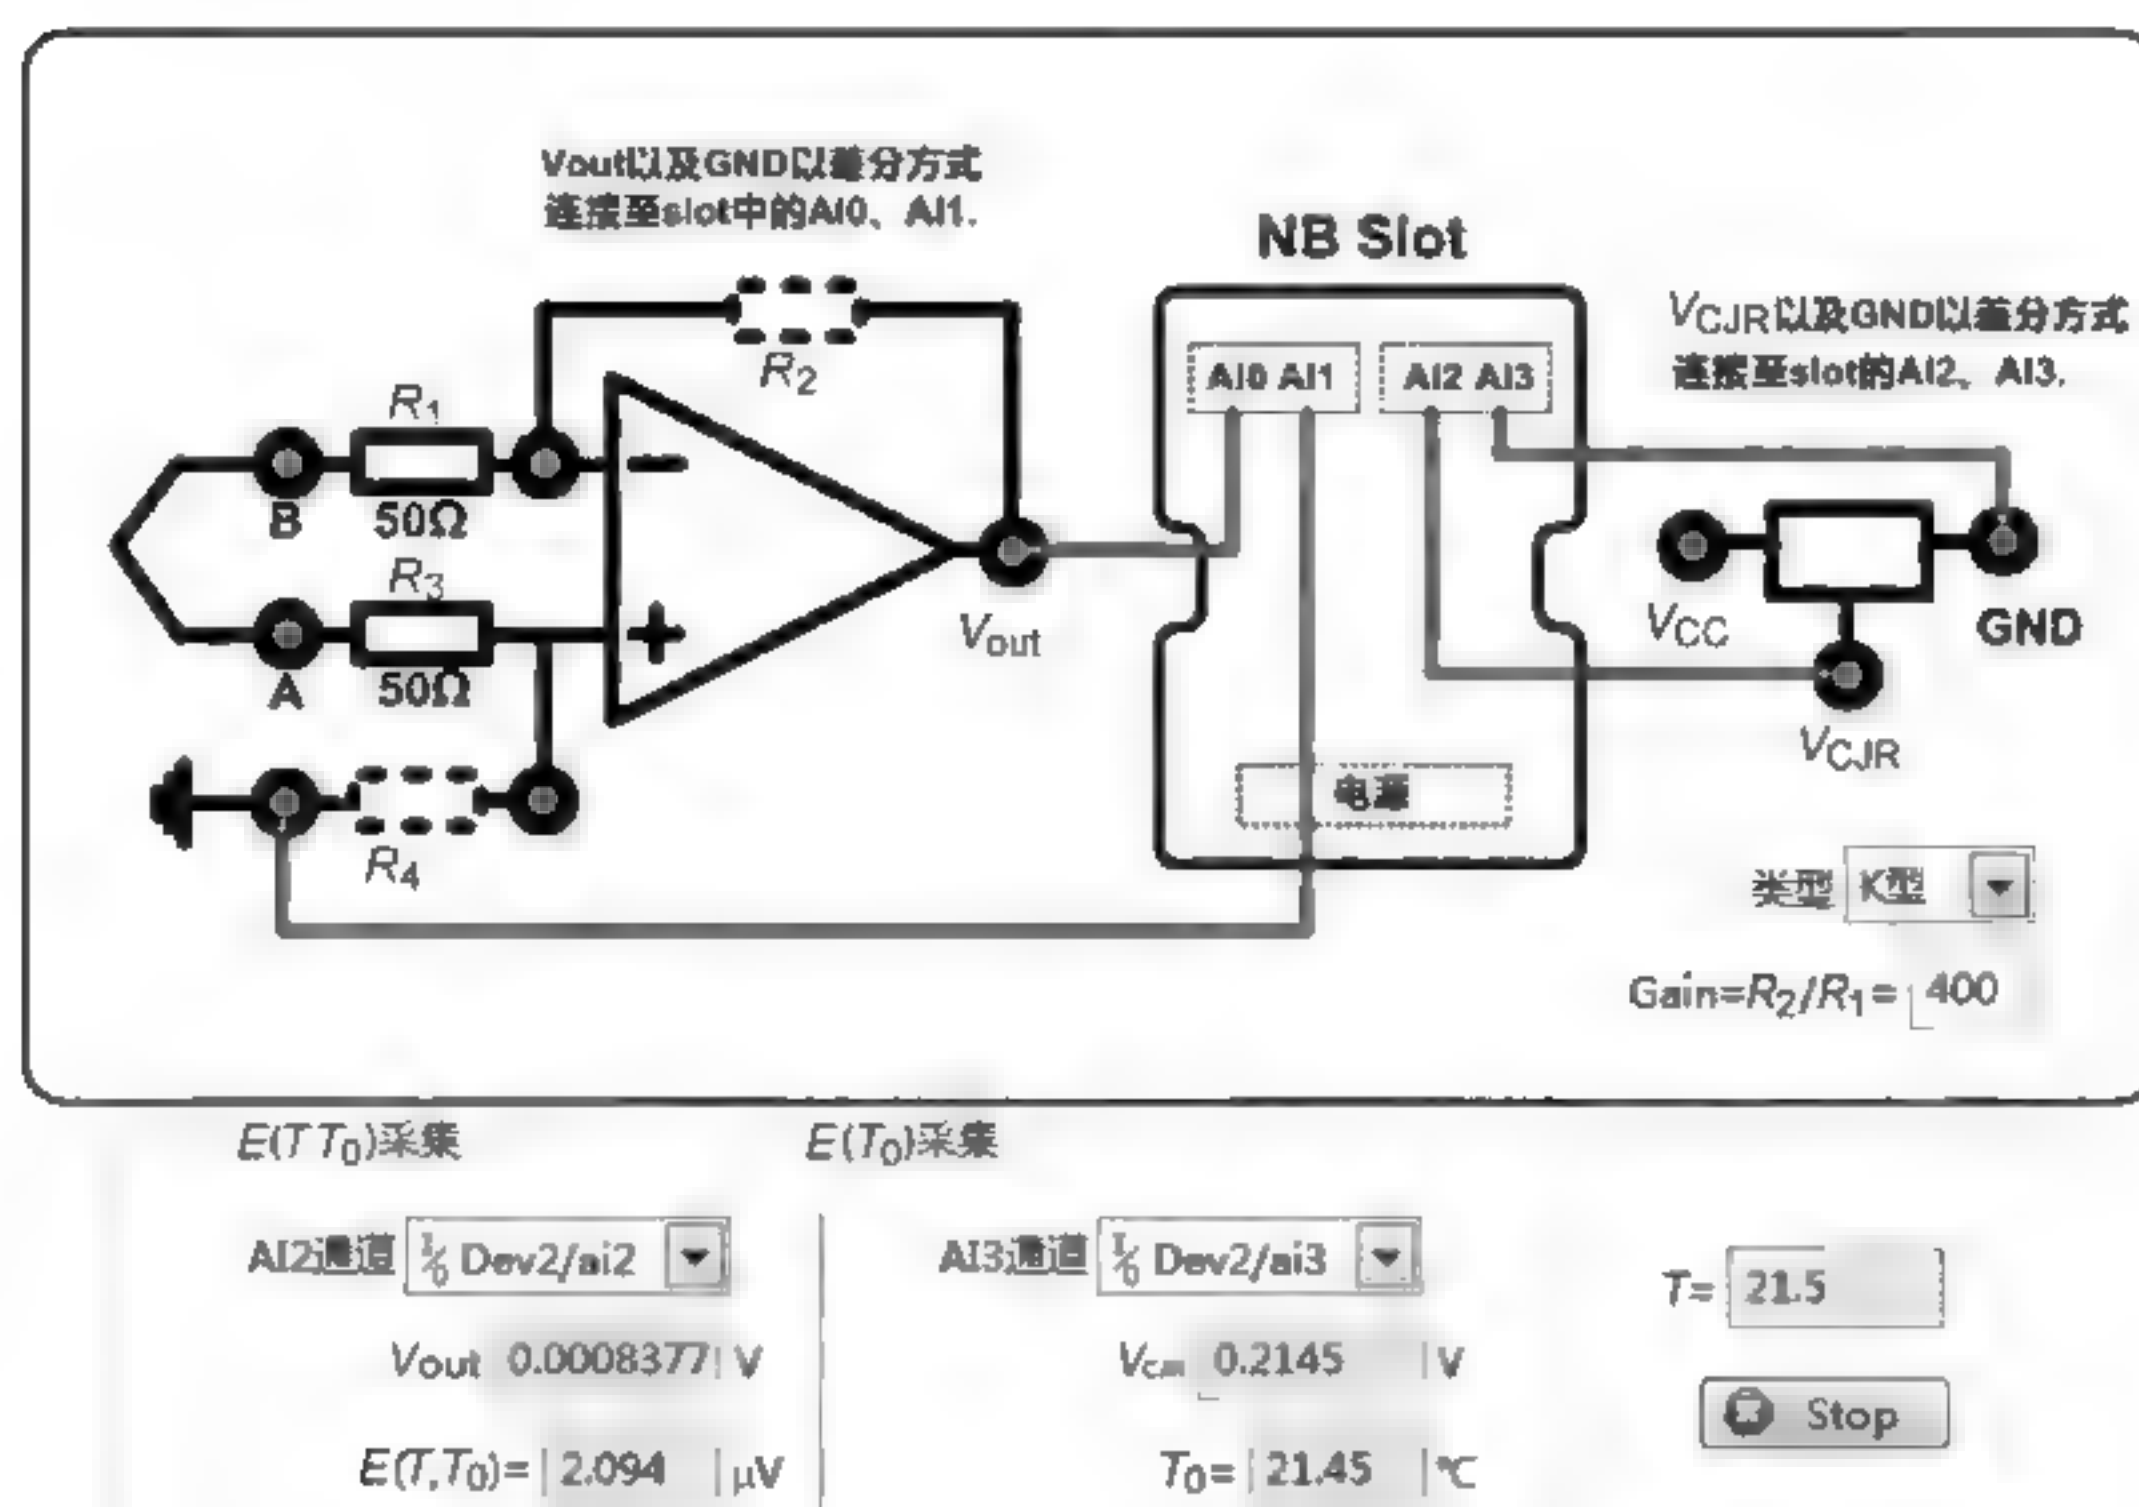 Vout以及GND以差分方式
连接至slot中的AI0、AI1.
NB Slot
VCJR以及GND以差分方式
连接至slot的AI2、AI3.
R2
AI0 AI1
AI2 AI3
R1
B
50Ω
R3
A
50Ω
Vout
VCC
GND
VCJR
电源
R4
类型 K型
Gain=R2/R1= 400
E(T T0)采集
E(T0)采集
AI2通道 I/O Dev2/ai2
AI3通道 I/O Dev2/ai3
T= 21.5
Vout 0.0008377 V
0.2145 V
Stop
E(T,T0)= 2.094 μV
T0= 21.45 ℃